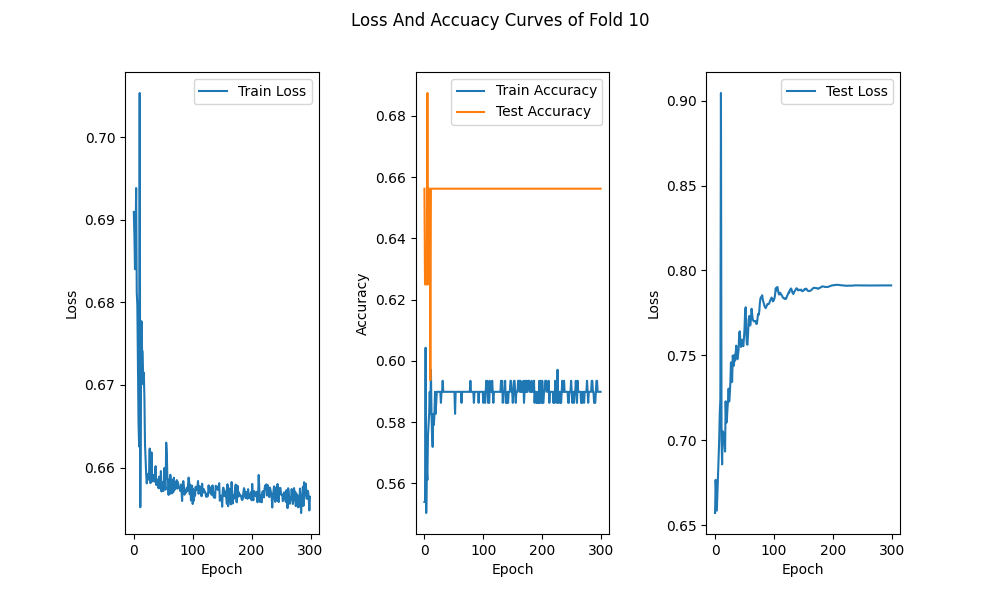 Loss And Accuacy Curves of Fold 10
Train Loss
0.70
0.69
0.68
0.67
0.66
Loss
0
100
200
300
Epoch
Train Accuracy
Test Accuracy
0.68
0.66
0.64
0.62
0.60
0.58
0.56
Accuracy
0
100
200
300
Epoch
Test Loss
0.90
0.85
0.80
0.75
0.70
0.65
Loss
0
100
200
300
Epoch